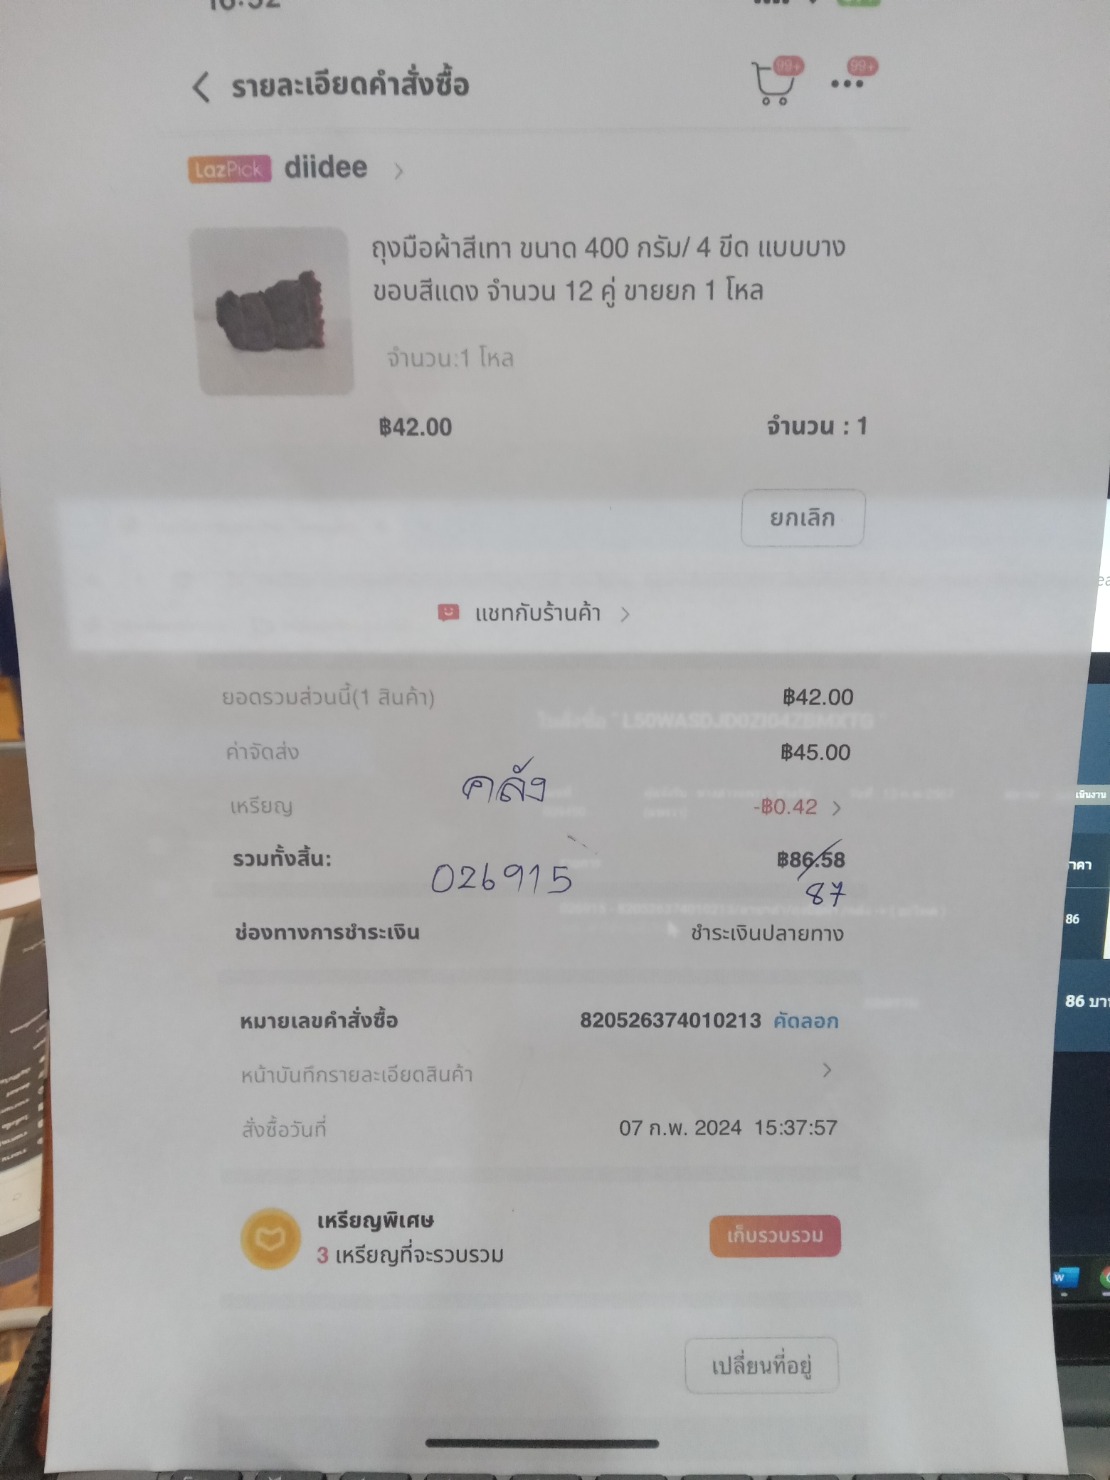 รายละเอียดคำสั่งซื้อ 99+ 99+
LazPick diidee
ถุงมือผ้าสีเทา ขนาด 400 กรัม/ 4 ขีด แบบบาง
ขอบสีแดง จำนวน 12 คู่ ขายยก 1 โหล
จำนวน:1 โหล
฿42.00 จำนวน : 1
ยกเลิก
แชทกับร้านค้า
ยอดรวมส่วนนี้(1 สินค้า) ฿42.00
ค่าจัดส่ง ฿45.00
คลัง
เหรียญ -฿0.42
รวมทั้งสิ้น: ฿86.58
026915 87
ช่องทางการชำระเงิน ชำระเงินปลายทาง
หมายเลขคำสั่งซื้อ 820526374010213 คัดลอก
หน้าบันทึกรายละเอียดสินค้า
สั่งซื้อวันที่ 07 ก.พ. 2024 15:37:57
เหรียญพิเศษ
3 เหรียญที่จะรวบรวม เก็บรวบรวม
เปลี่ยนที่อยู่
86
86